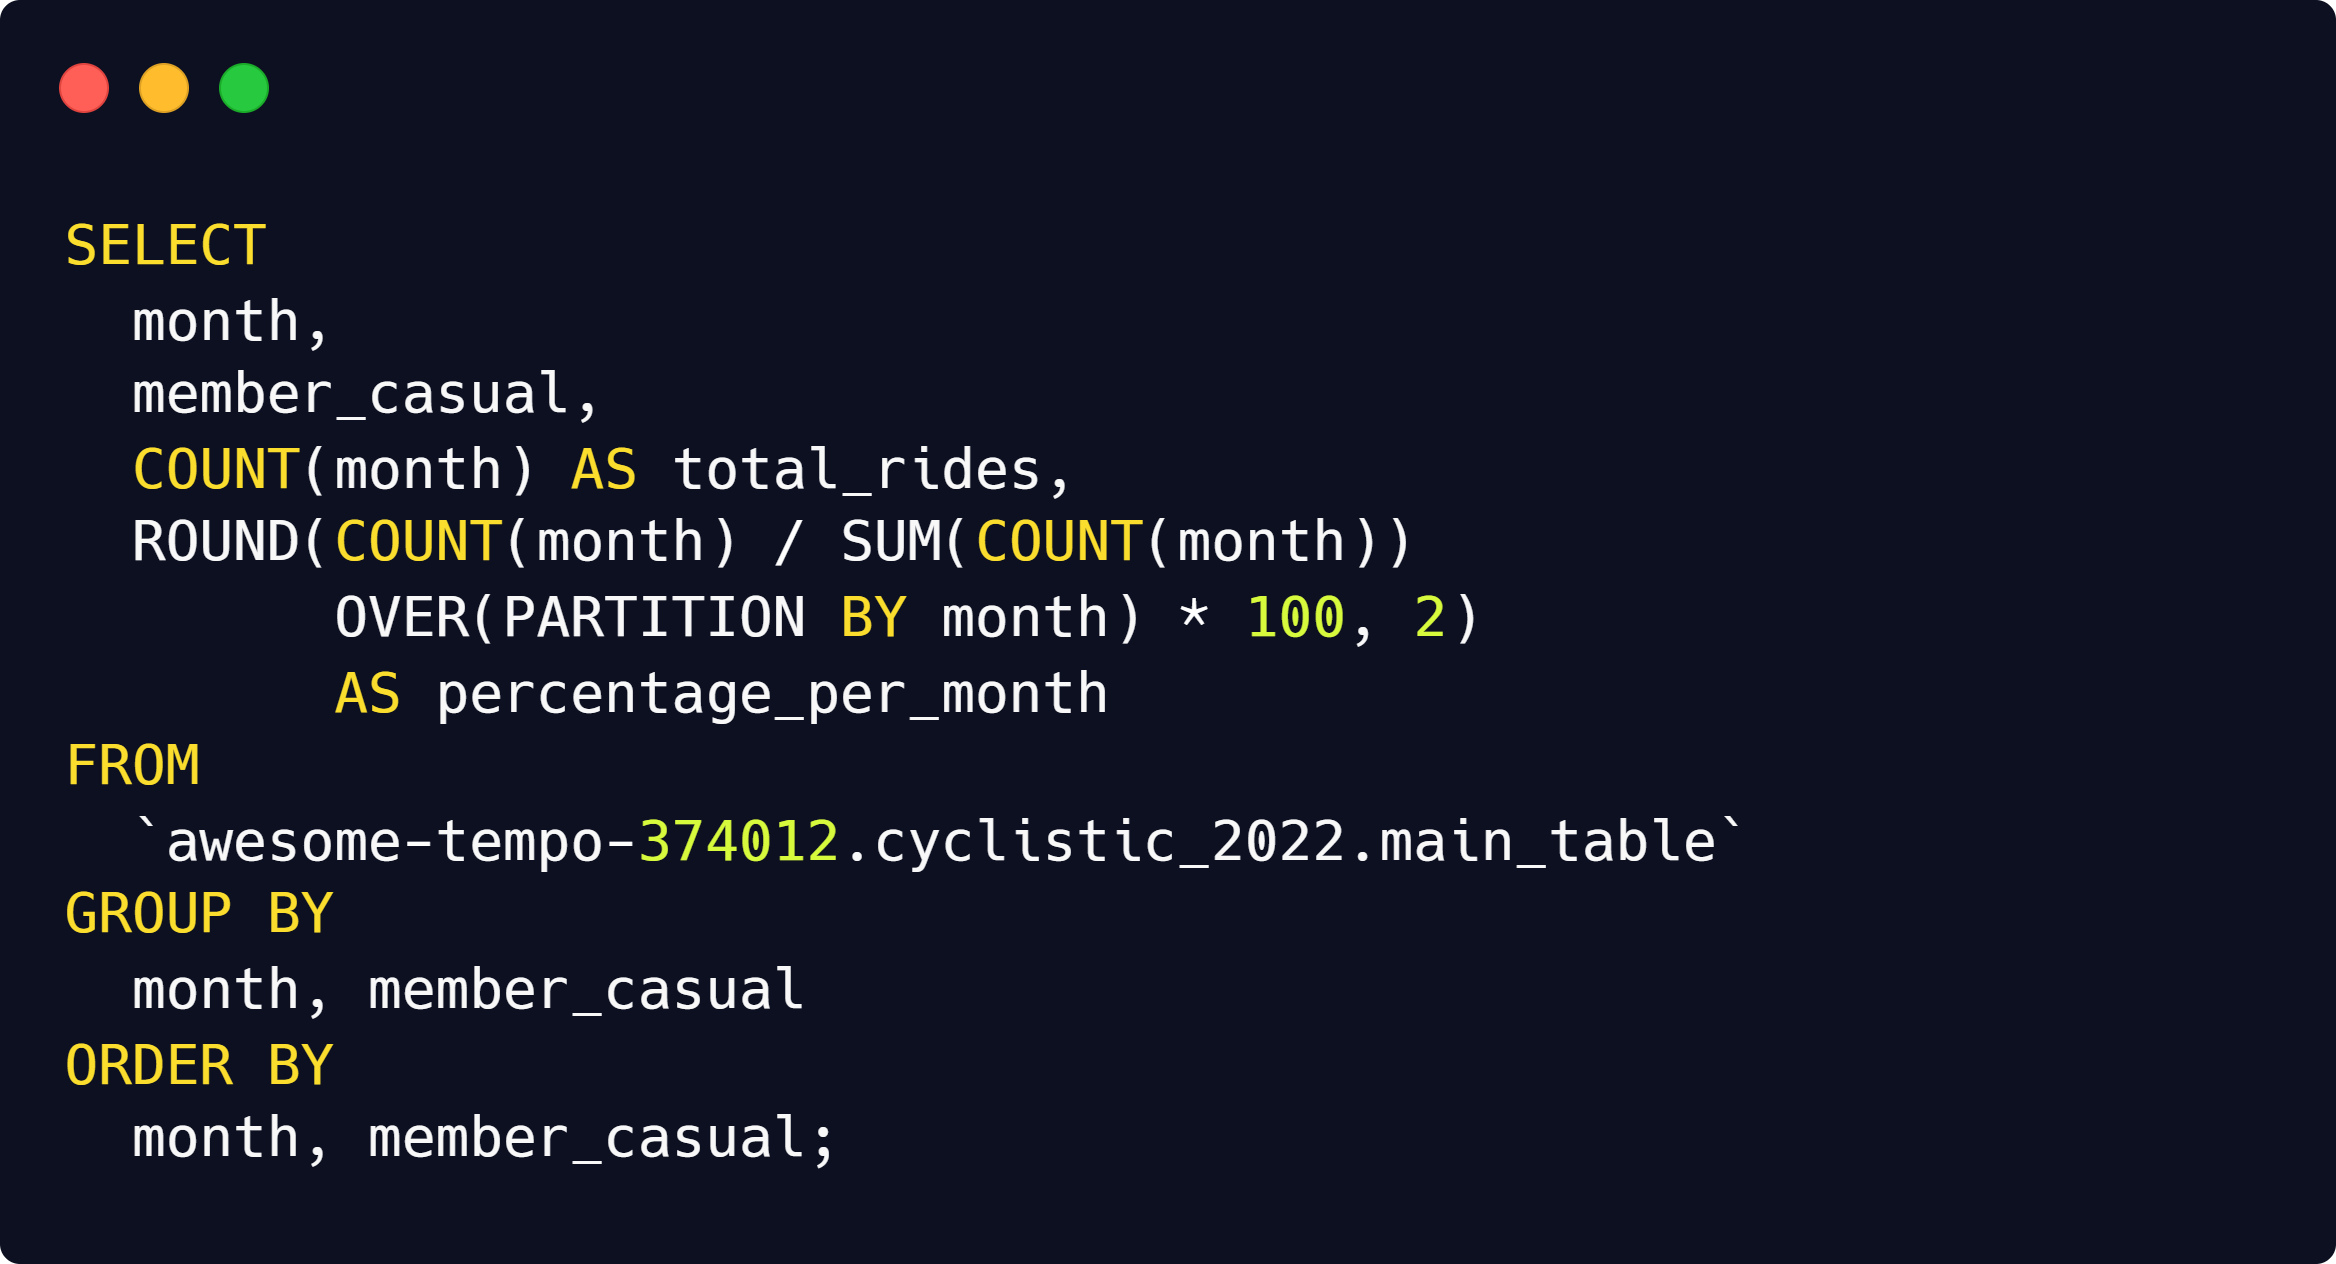 SELECT
  month,
  member_casual,
  COUNT(month) AS total_rides,
  ROUND(COUNT(month) / SUM(COUNT(month))
        OVER(PARTITION BY month) * 100, 2)
        AS percentage_per_month
FROM
  `awesome-tempo-374012.cyclistic_2022.main_table`
GROUP BY
  month, member_casual
ORDER BY
  month, member_casual;